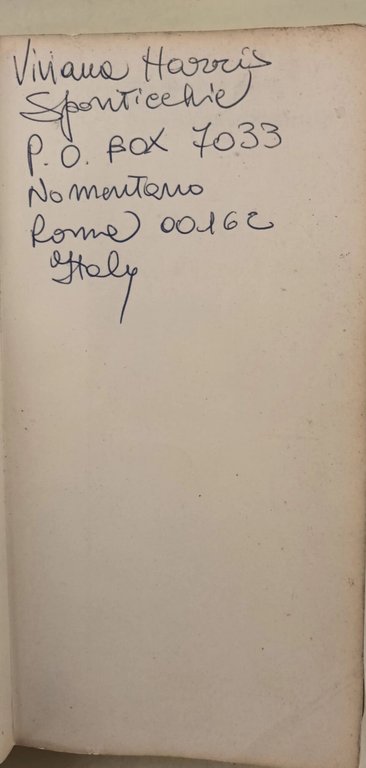 Viviana Harris
Sponticchie
P. O. BOX 7033
Nomentano
Rome 00162
Italy